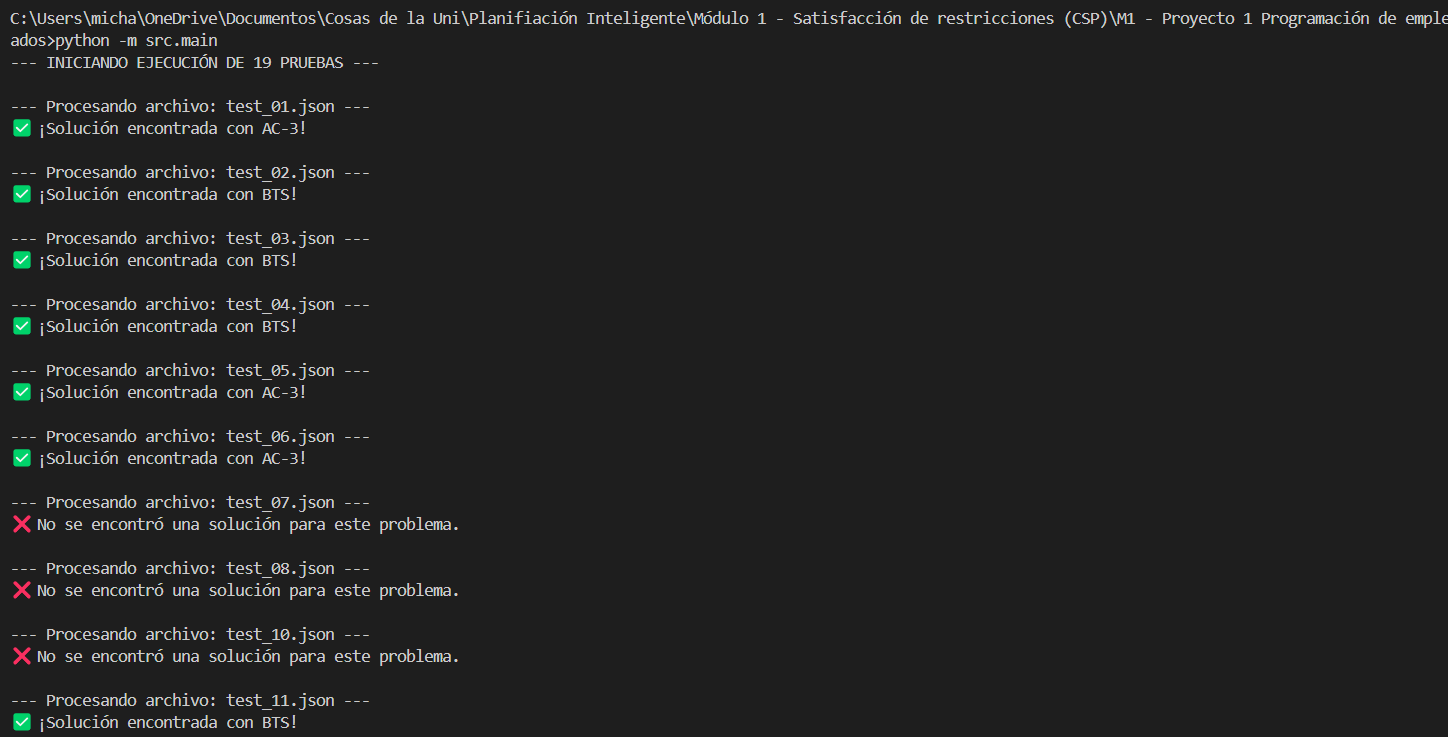 C:\Users\micha\OneDrive\Documentos\Cosas de la Uni\Planifiación Inteligente\Módulo 1 - Satisfacción de restricciones (CSP)\M1 - Proyecto 1 Programación de emple
ados>python -m src.main
--- INICIANDO EJECUCIÓN DE 19 PRUEBAS ---
--- Procesando archivo: test_01.json ---
✅ ¡Solución encontrada con AC-3!
--- Procesando archivo: test_02.json ---
✅ ¡Solución encontrada con BTS!
--- Procesando archivo: test_03.json ---
✅ ¡Solución encontrada con BTS!
--- Procesando archivo: test_04.json ---
✅ ¡Solución encontrada con BTS!
--- Procesando archivo: test_05.json ---
✅ ¡Solución encontrada con AC-3!
--- Procesando archivo: test_06.json ---
✅ ¡Solución encontrada con AC-3!
--- Procesando archivo: test_07.json ---
❌ No se encontró una solución para este problema.
--- Procesando archivo: test_08.json ---
❌ No se encontró una solución para este problema.
--- Procesando archivo: test_10.json ---
❌ No se encontró una solución para este problema.
--- Procesando archivo: test_11.json ---
✅ ¡Solución encontrada con BTS!